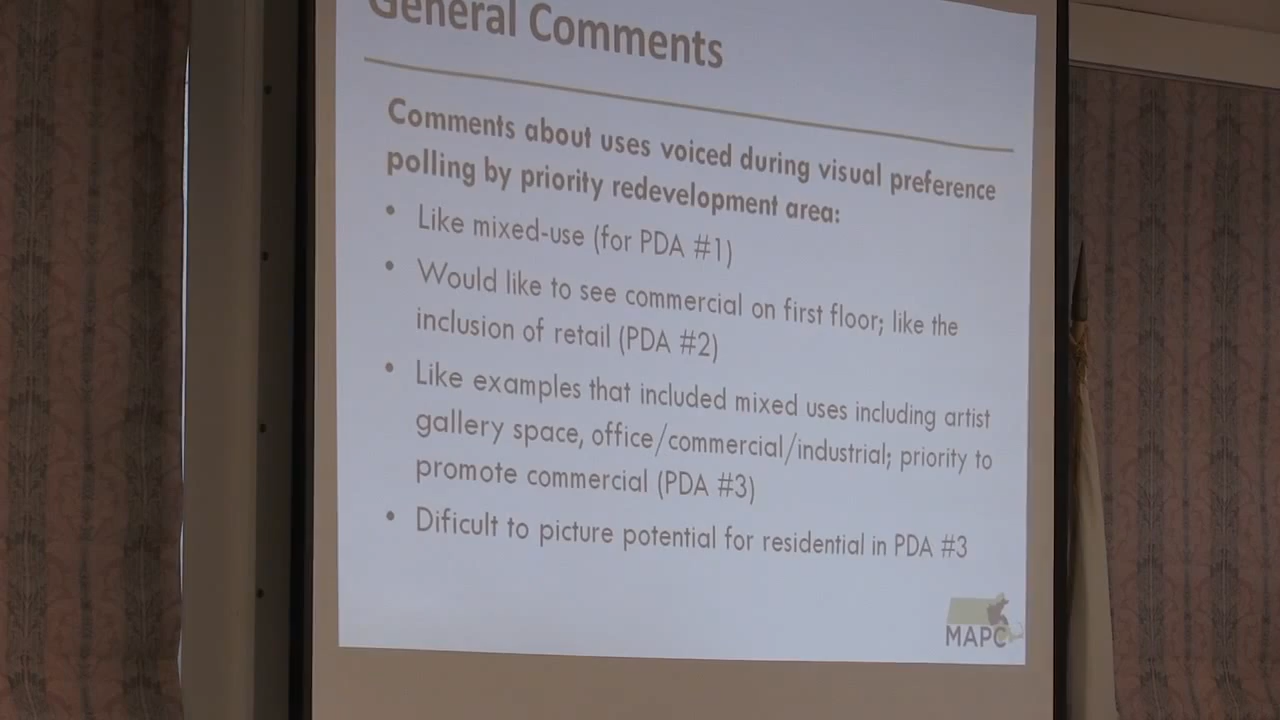 General Comments
Comments about uses voiced during visual preference
polling by priority redevelopment area:
• Like mixed-use (for PDA #1)
• Would like to see commercial on first floor; like the
inclusion of retail (PDA #2)
• Like examples that included mixed uses including artist
gallery space, office/commercial/industrial; priority to
promote commercial (PDA #3)
• Dificult to picture potential for residential in PDA #3
MAPC